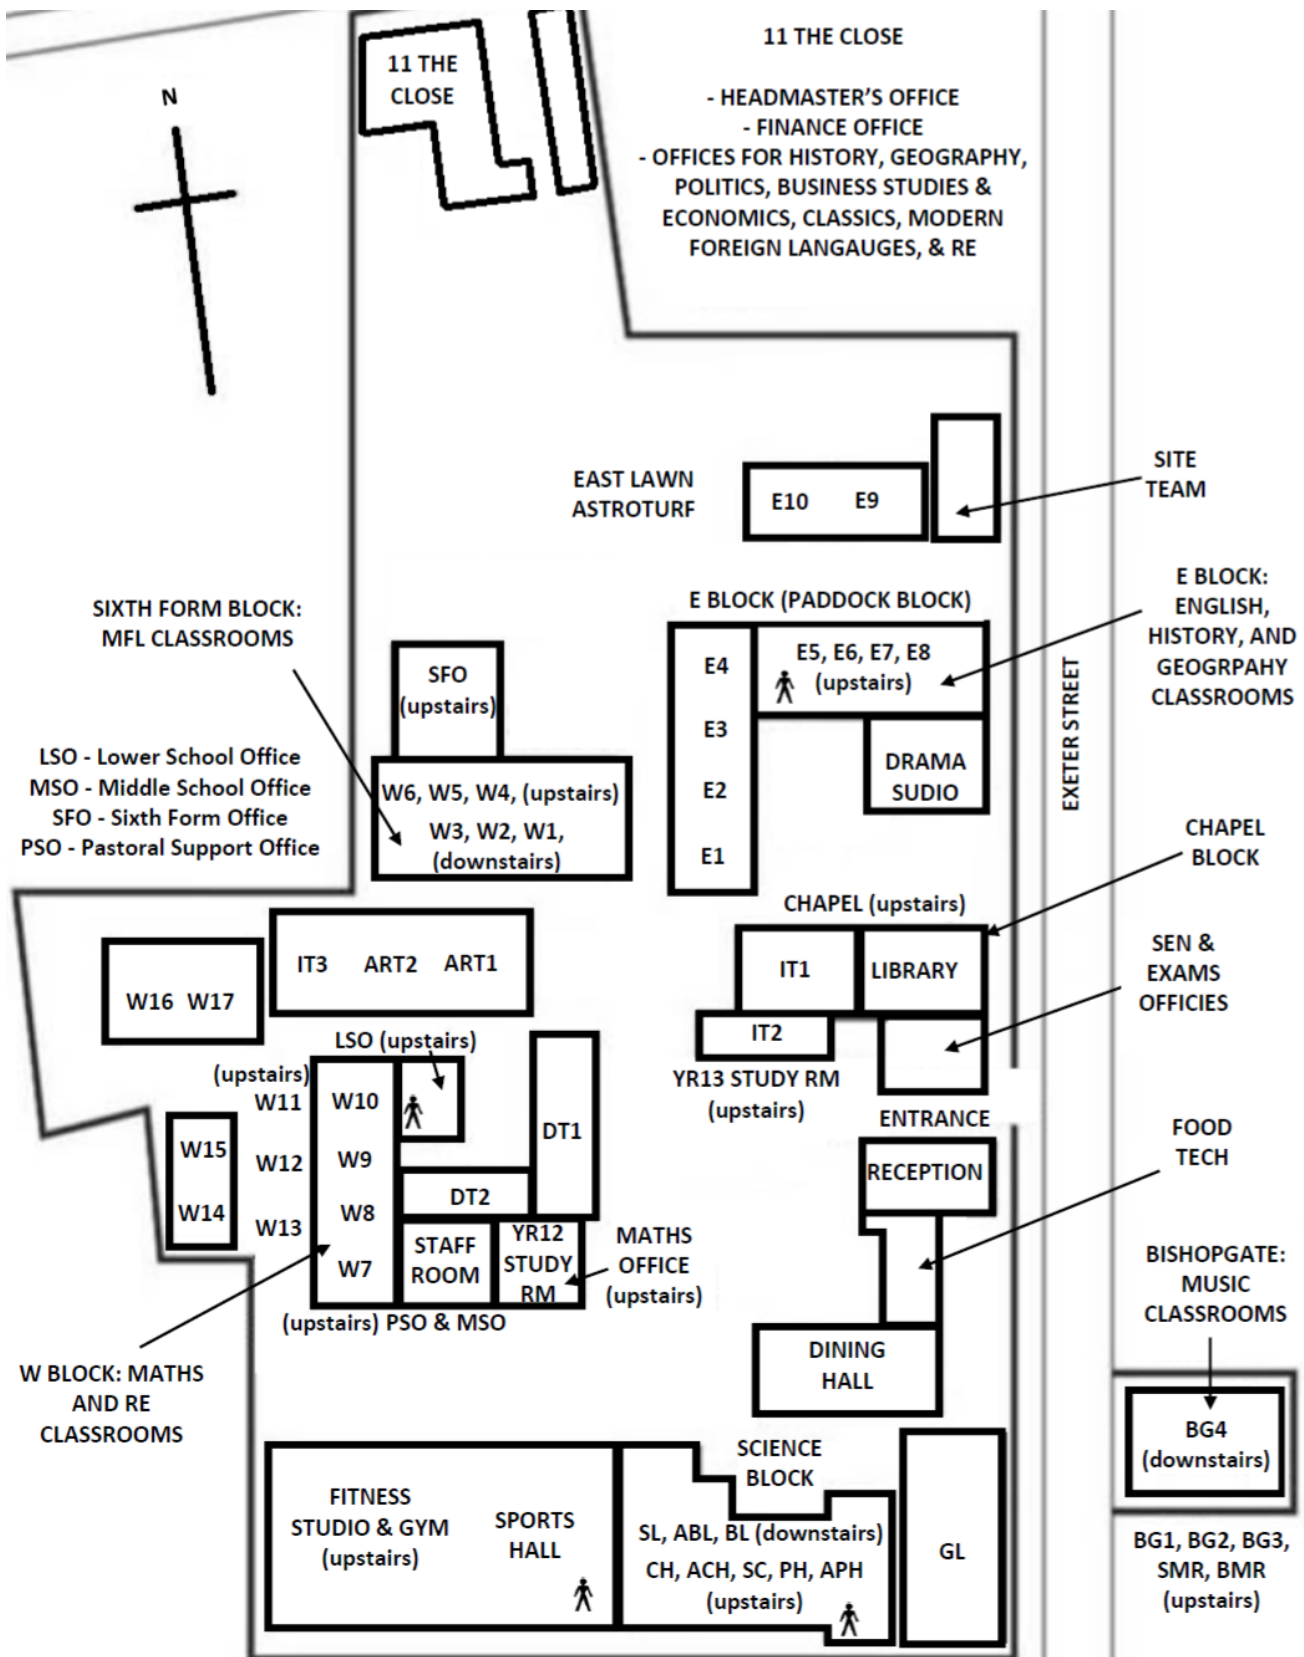 11 THE CLOSE
- HEADMASTER'S OFFICE
- FINANCE OFFICE
- OFFICES FOR HISTORY, GEOGRAPHY,
POLITICS, BUSINESS STUDIES &
ECONOMICS, CLASSICS, MODERN
FOREIGN LANGAUGES, & RE
11 THE
CLOSE
N
EAST LAWN
ASTROTURF
E10 E9
SITE
TEAM
E BLOCK (PADDOCK BLOCK)
E4
E3
E2
E1
E5, E6, E7, E8
(upstairs)
DRAMA
SUDIO
E BLOCK:
ENGLISH,
HISTORY, AND
GEOGRPAHY
CLASSROOMS
EXETER STREET
SIXTH FORM BLOCK:
MFL CLASSROOMS
SFO
(upstairs)
W6, W5, W4, (upstairs)
W3, W2, W1,
(downstairs)
LSO - Lower School Office
MSO - Middle School Office
SFO - Sixth Form Office
PSO - Pastoral Support Office
CHAPEL
BLOCK
CHAPEL (upstairs)
IT1
LIBRARY
IT2
YR13 STUDY RM
(upstairs)
SEN &
EXAMS
OFFICIES
ENTRANCE
W16 W17
IT3 ART2 ART1
LSO (upstairs)
(upstairs)
W11
W12
W13
W10
W9
W8
W7
W15
W14
DT1
DT2
STAFF
ROOM
YR12
STUDY
RM
MATHS
OFFICE
(upstairs)
(upstairs) PSO & MSO
W BLOCK: MATHS
AND RE
CLASSROOMS
RECEPTION
FOOD
TECH
DINING
HALL
BISHOPGATE:
MUSIC
CLASSROOMS
BG4
(downstairs)
BG1, BG2, BG3,
SMR, BMR
(upstairs)
FITNESS
STUDIO & GYM
(upstairs)
SPORTS
HALL
SCIENCE
BLOCK
SL, ABL, BL (downstairs)
CH, ACH, SC, PH, APH
(upstairs)
GL